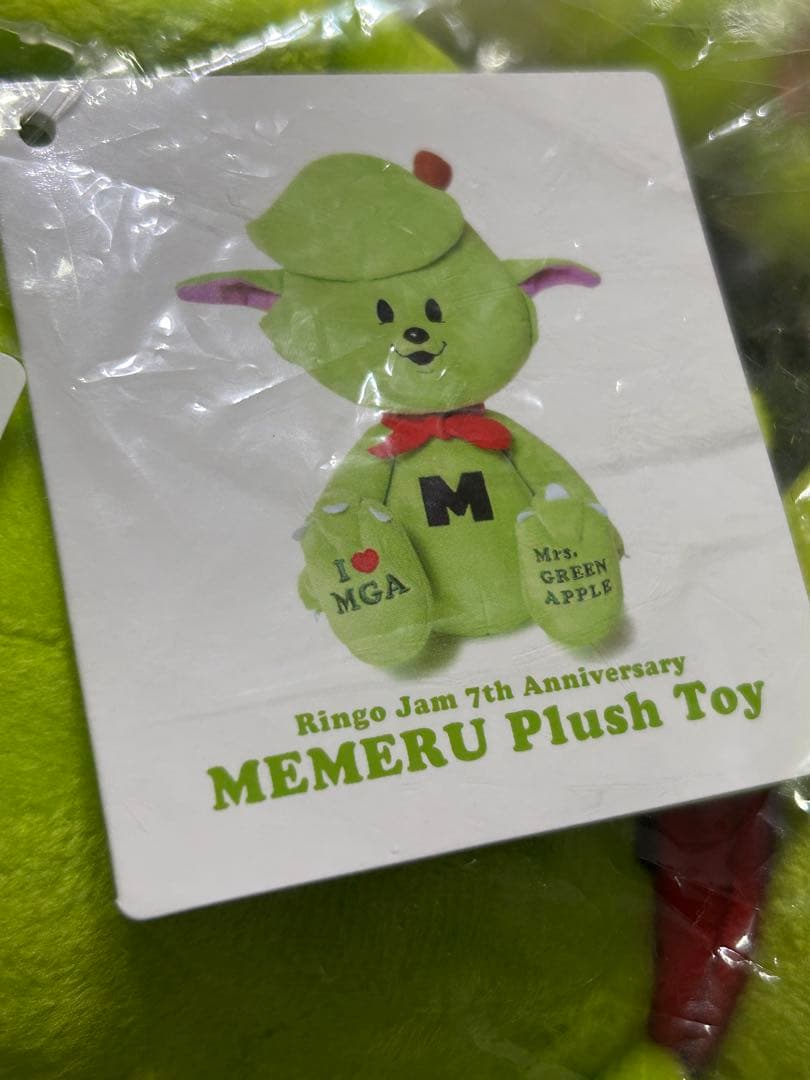 M
I ❤
MGA
Mrs.
GREEN
APPLE
Ringo Jam 7th Anniversary
MEMERU Plush Toy